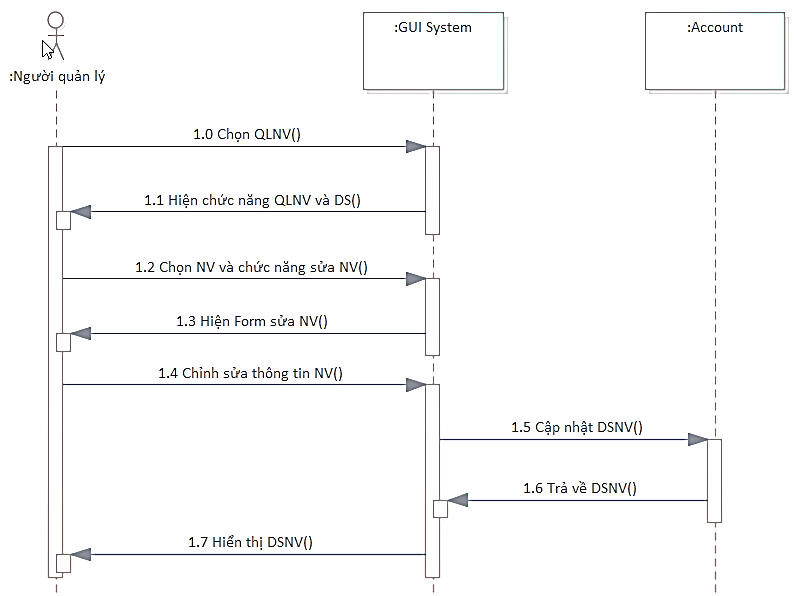 :GUI System
:Account
:Người quản lý
1.0 Chọn QLNV()
1.1 Hiện chức năng QLNV và DS()
1.2 Chọn NV và chức năng sửa NV()
1.3 Hiện Form sửa NV()
1.4 Chỉnh sửa thông tin NV()
1.5 Cập nhật DSNV()
1.6 Trả về DSNV()
1.7 Hiển thị DSNV()